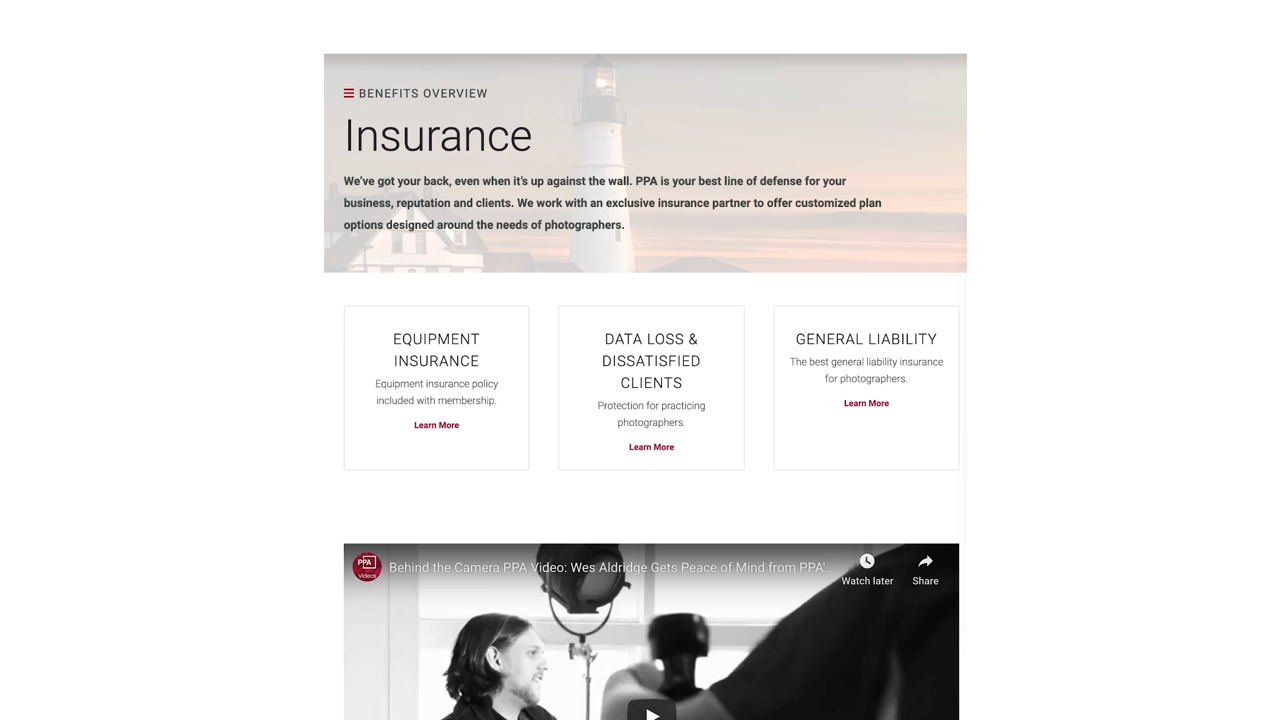 BENEFITS OVERVIEW
Insurance
We've got your back, even when it's up against the wall. PPA is your best line of defense for your
business, reputation and clients. We work with an exclusive insurance partner to offer customized plan
options designed around the needs of photographers.
EQUIPMENT
INSURANCE
Equipment insurance policy
included with membership.
Learn More
DATA LOSS &
DISSATISFIED
CLIENTS
Protection for practicing
photographers.
Learn More
GENERAL LIABILITY
The best general liability insurance
for photographers.
Learn More
PPA
Videos
Behind the Camera PPA Video: Wes Aldridge Gets Peace of Mind from PPA'...
Watch later
Share